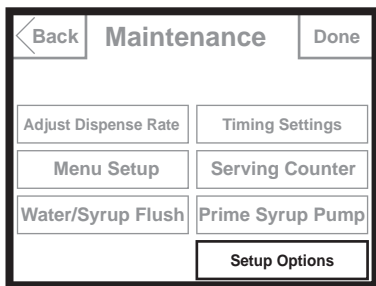 Back Maintenance Done
Adjust Dispense Rate Timing Settings
Menu Setup Serving Counter
Water/Syrup Flush Prime Syrup Pump
Setup Options